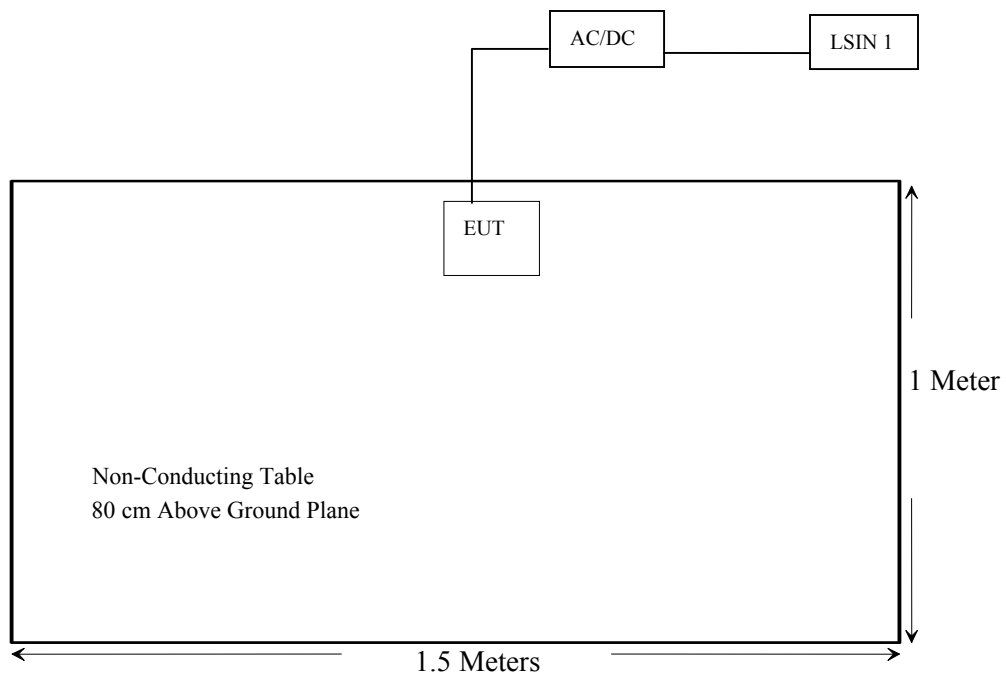 AC/DC
LSIN 1
EUT
1 Meter
Non-Conducting Table
80 cm Above Ground Plane
1.5 Meters